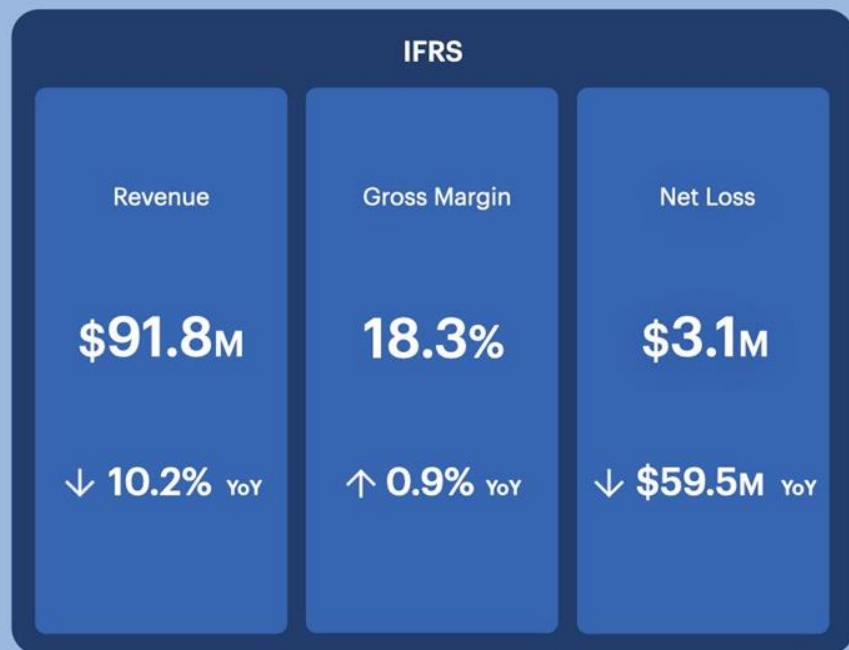 IFRS
Revenue
$91.8M
↓ 10.2% YoY
Gross Margin
18.3%
↑ 0.9% YoY
Net Loss
$3.1M
↓ $59.5M YoY